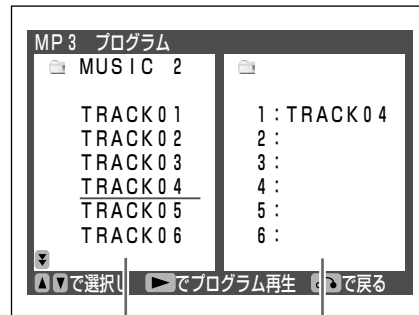 MP3 プログラム
MUSIC 2
TRACK01
TRACK02
TRACK03
TRACK04
TRACK05
TRACK06
1:TRACK04
2:
3:
4:
5:
6:
で選択し でプログラム再生 で戻る